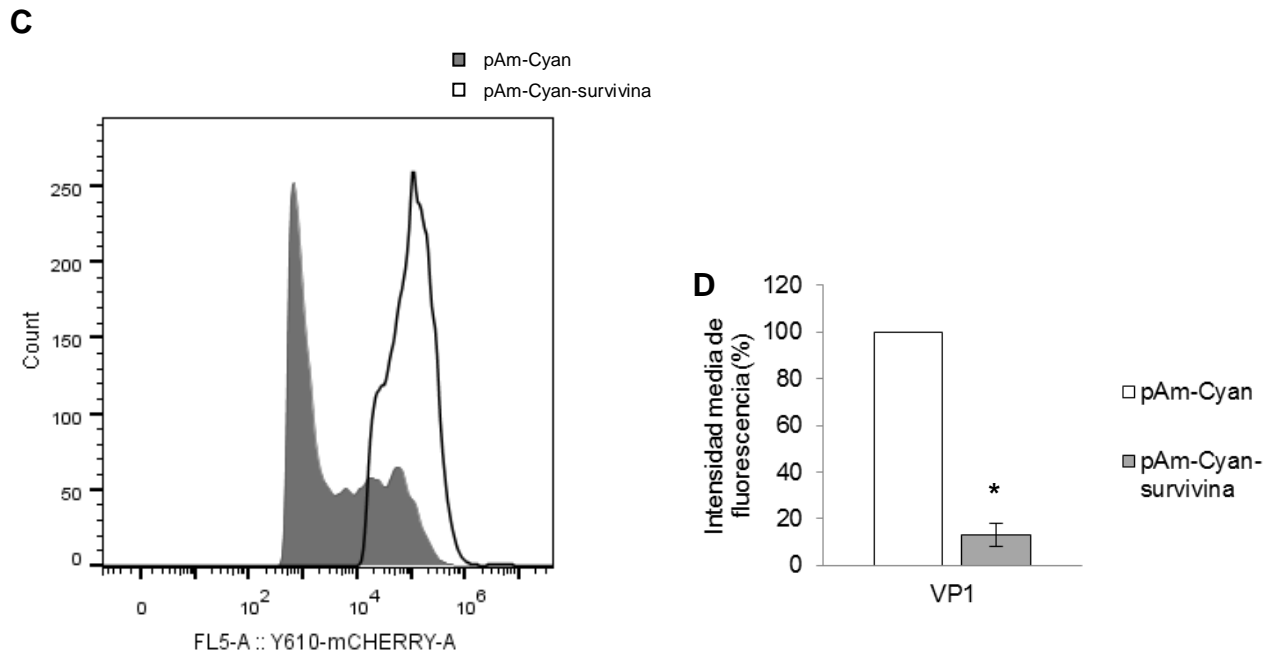 C
pAm-Cyan
pAm-Cyan-survivina
250
200
150
100
50
0
Count
0
10^2
10^4
10^6
FL5-A :: Y610-mCHERRY-A
D
Intensidad media de
fluorescencia (%)
120
100
80
60
40
20
0
*
VP1
pAm-Cyan
pAm-Cyan-
survivina